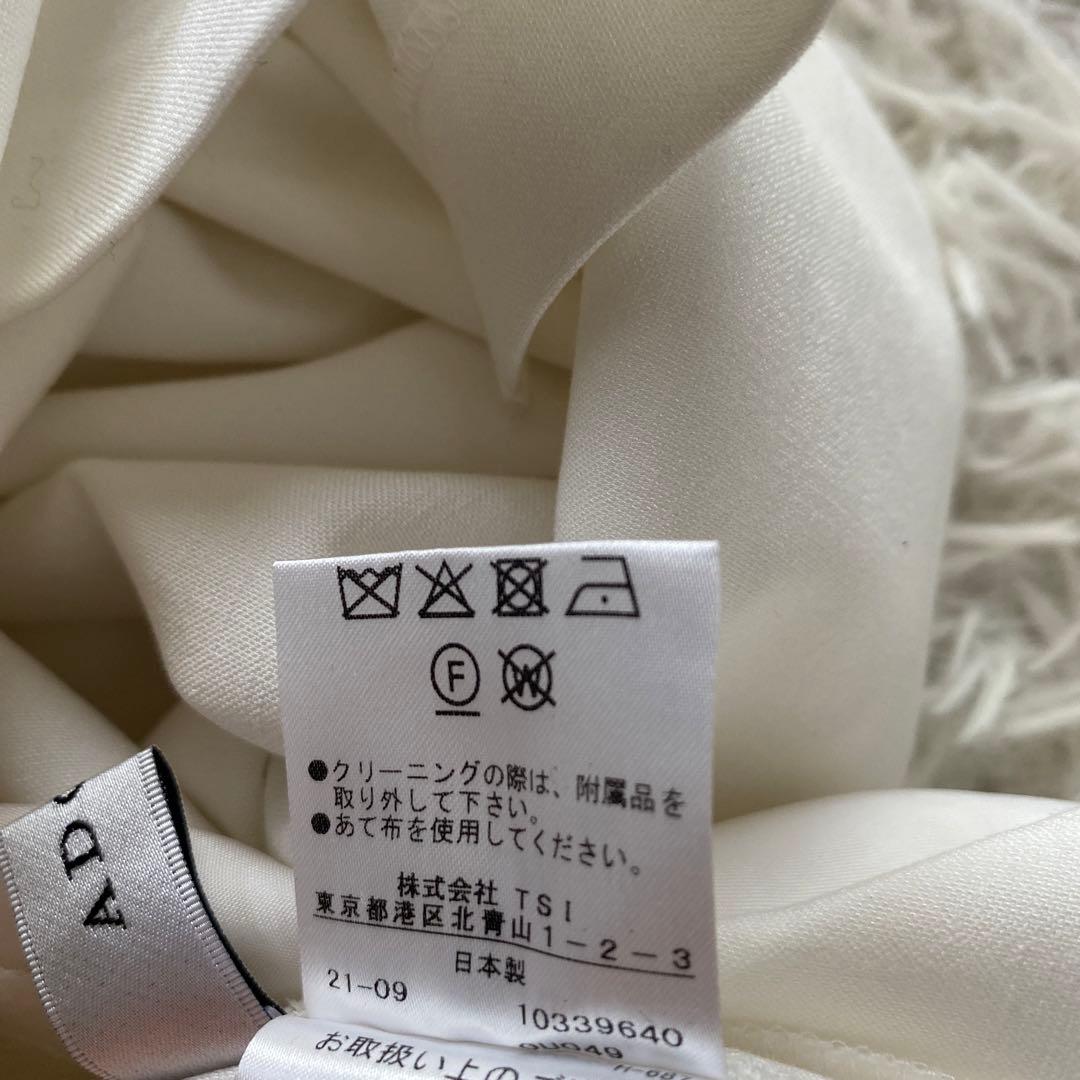 F
W
●クリーニングの際は、附属品を
取り外して下さい。
●あて布を使用してください。
株式会社 TSI
東京都港区北青山1-2-3
日本製
21-09
10339640
0U049
お取扱い上の
AD